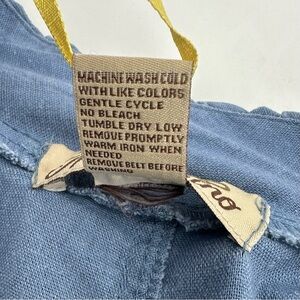 MACHINE WASH COLD
WITH LIKE COLORS
GENTLE CYCLE
NO BLEACH
TUMBLE DRY LOW
REMOVE PROMPTLY
WARM IRON WHEN
NEEDED
REMOVE BELT BEFORE
WASHING